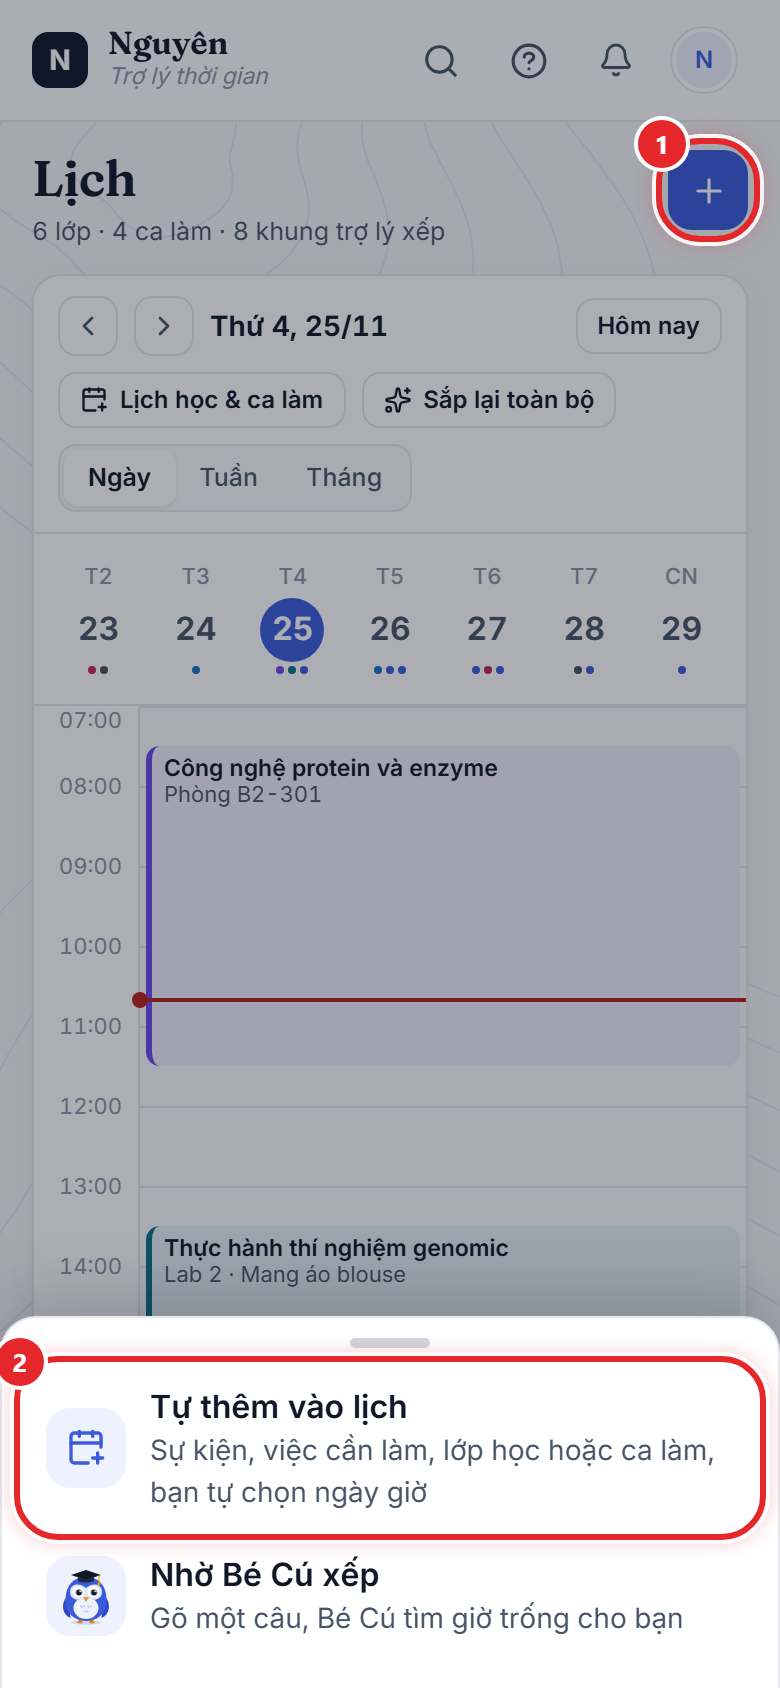 N
Nguyên
Trợ lý thời gian
N
1
Lịch
6 lớp · 4 ca làm · 8 khung trợ lý xếp
Thứ 4, 25/11
Hôm nay
Lịch học & ca làm
Sắp lại toàn bộ
Ngày
Tuần
Tháng
T2 T3 T4 T5 T6 T7 CN
23 24 25 26 27 28 29
07:00
Công nghệ protein và enzyme
08:00
Phòng B2-301
09:00
10:00
11:00
12:00
13:00
Thực hành thí nghiệm genomic
14:00
Lab 2 · Mang áo blouse
2
Tự thêm vào lịch
Sự kiện, việc cần làm, lớp học hoặc ca làm,
bạn tự chọn ngày giờ
Nhờ Bé Cú xếp
Gõ một câu, Bé Cú tìm giờ trống cho bạn